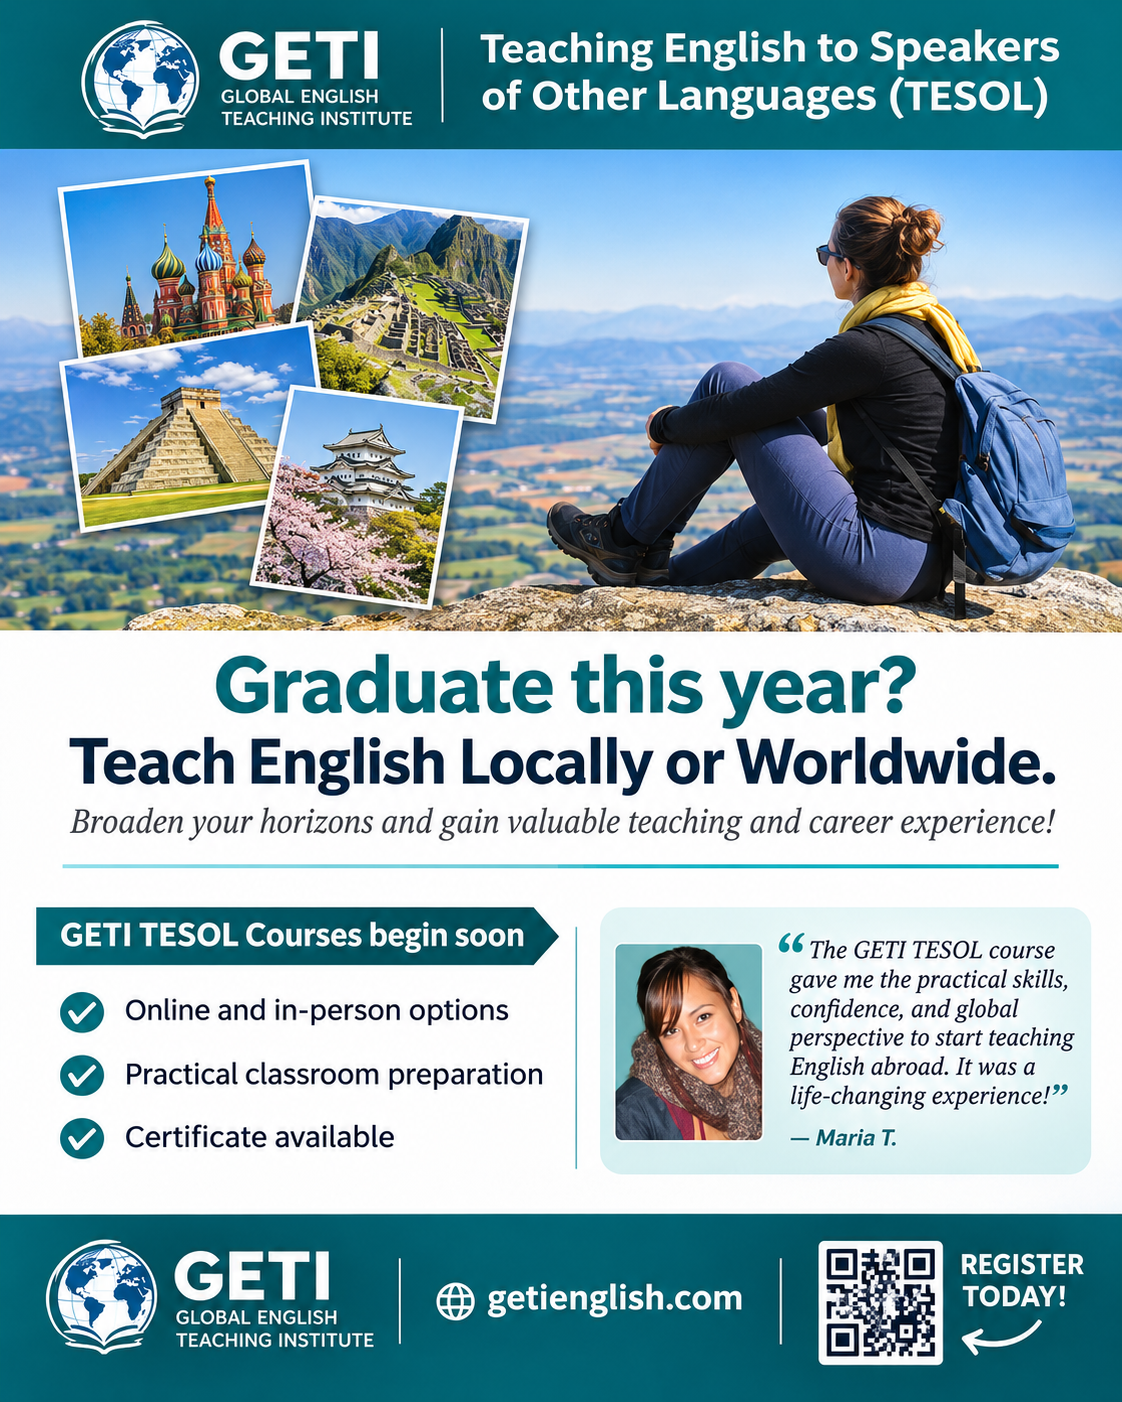 GETI
GLOBAL ENGLISH
TEACHING INSTITUTE
Teaching English to Speakers
of Other Languages (TESOL)
Graduate this year?
Teach English Locally or Worldwide.
Broaden your horizons and gain valuable teaching and career experience!
GETI TESOL Courses begin soon
Online and in-person options
Practical classroom preparation
Certificate available
“The GETI TESOL course
gave me the practical skills,
confidence, and global
perspective to start teaching
English abroad. It was a
life-changing experience!”
— Maria T.
GETI
GLOBAL ENGLISH
TEACHING INSTITUTE
getienglish.com
REGISTER
TODAY!